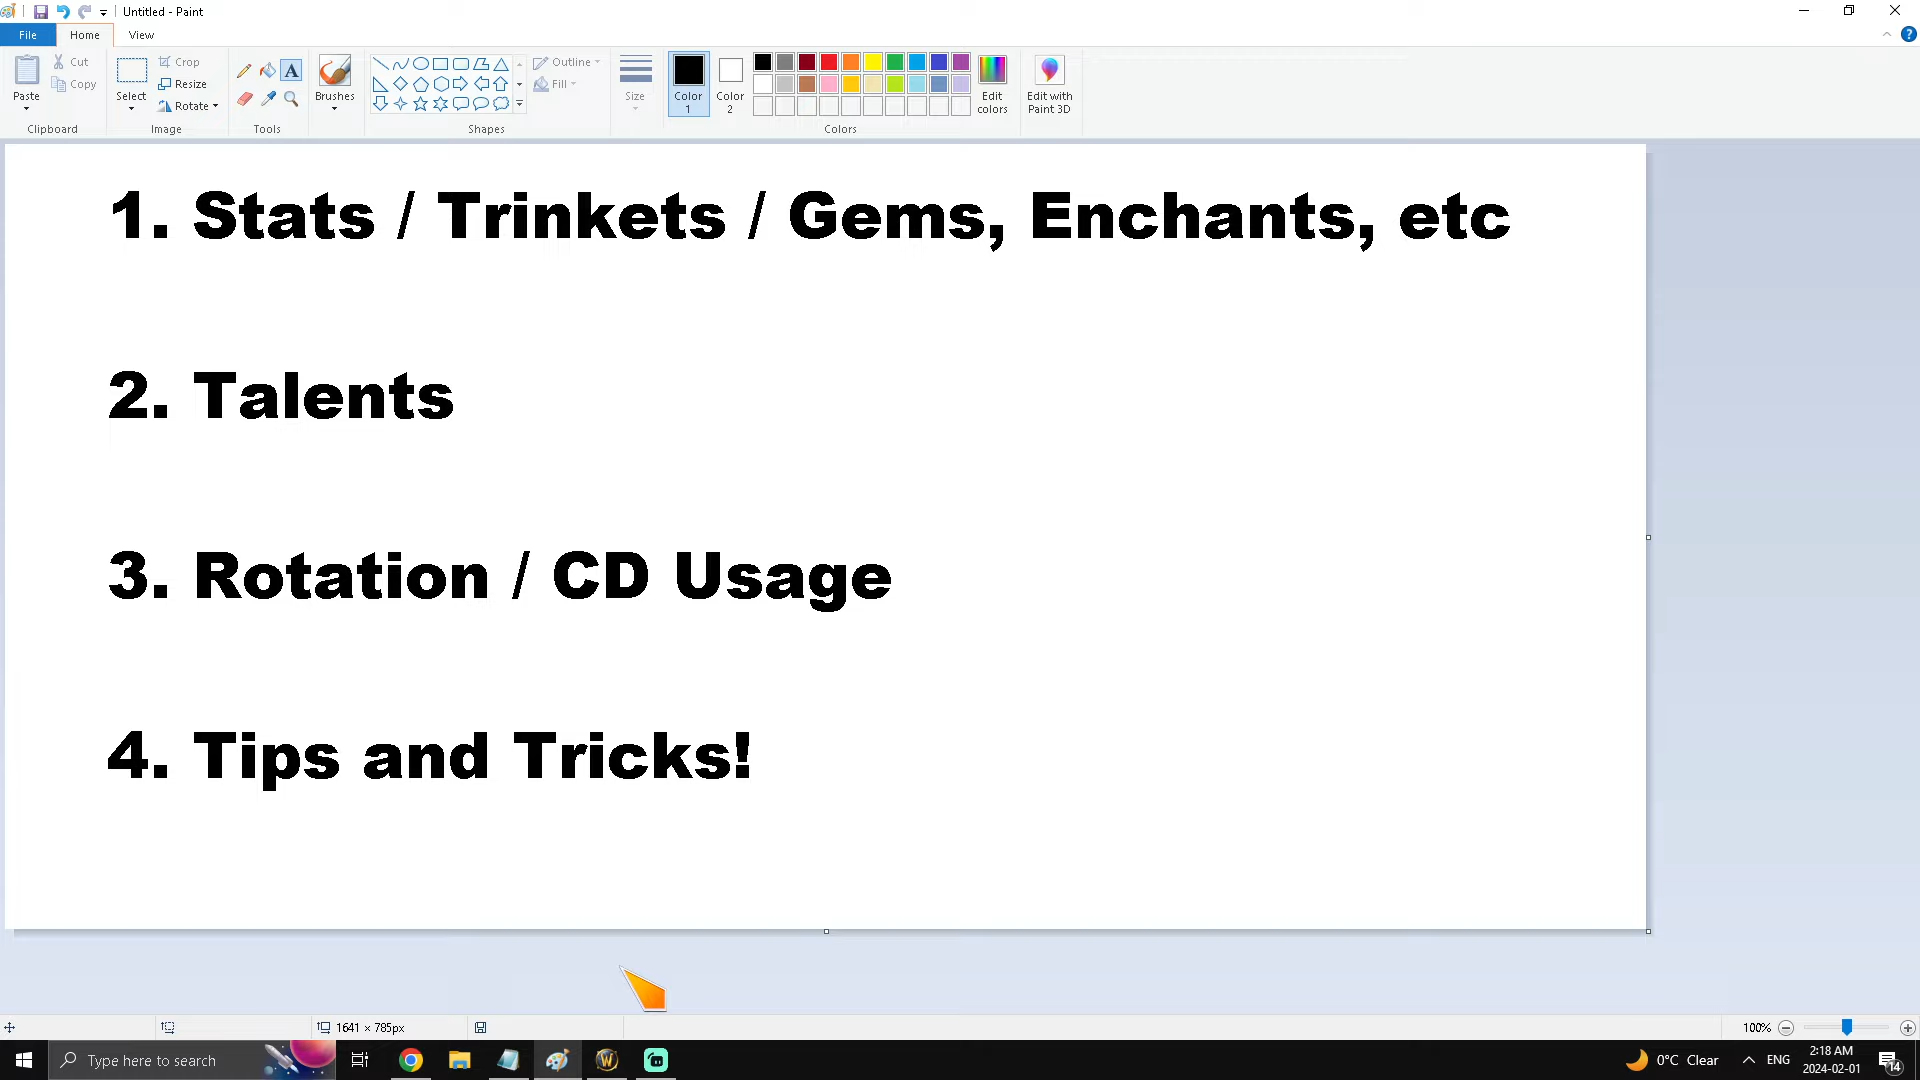 Untitled - Paint
File Home View
Paste
Cut
Copy
Clipboard
Select
Crop
Resize
Rotate
Image
A
Tools
Brushes
Shapes
Outline
Fill
Size
Color 1
Color 2
Edit colors
Colors
Edit with Paint 3D
1. Stats / Trinkets / Gems, Enchants, etc
2. Talents
3. Rotation / CD Usage
4. Tips and Tricks!
1641 × 785px
100%
Type here to search
0°C Clear
ENG
2:18 AM
2024-02-01
14